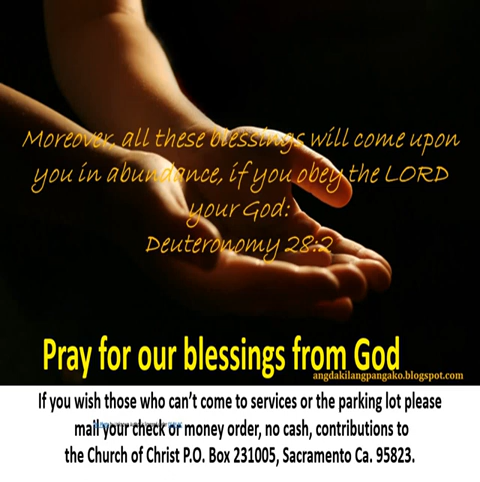 Moreover, all these blessings will come upon
you in abundance, if you obey the LORD
your God:
Deuteronomy 28:2
Pray for our blessings from God
angdakilangpangako.blogspot.com
If you wish those who can't come to services or the parking lot please
mail your check or money order, no cash, contributions to
the Church of Christ P.O. Box 231005, Sacramento Ca. 95823.